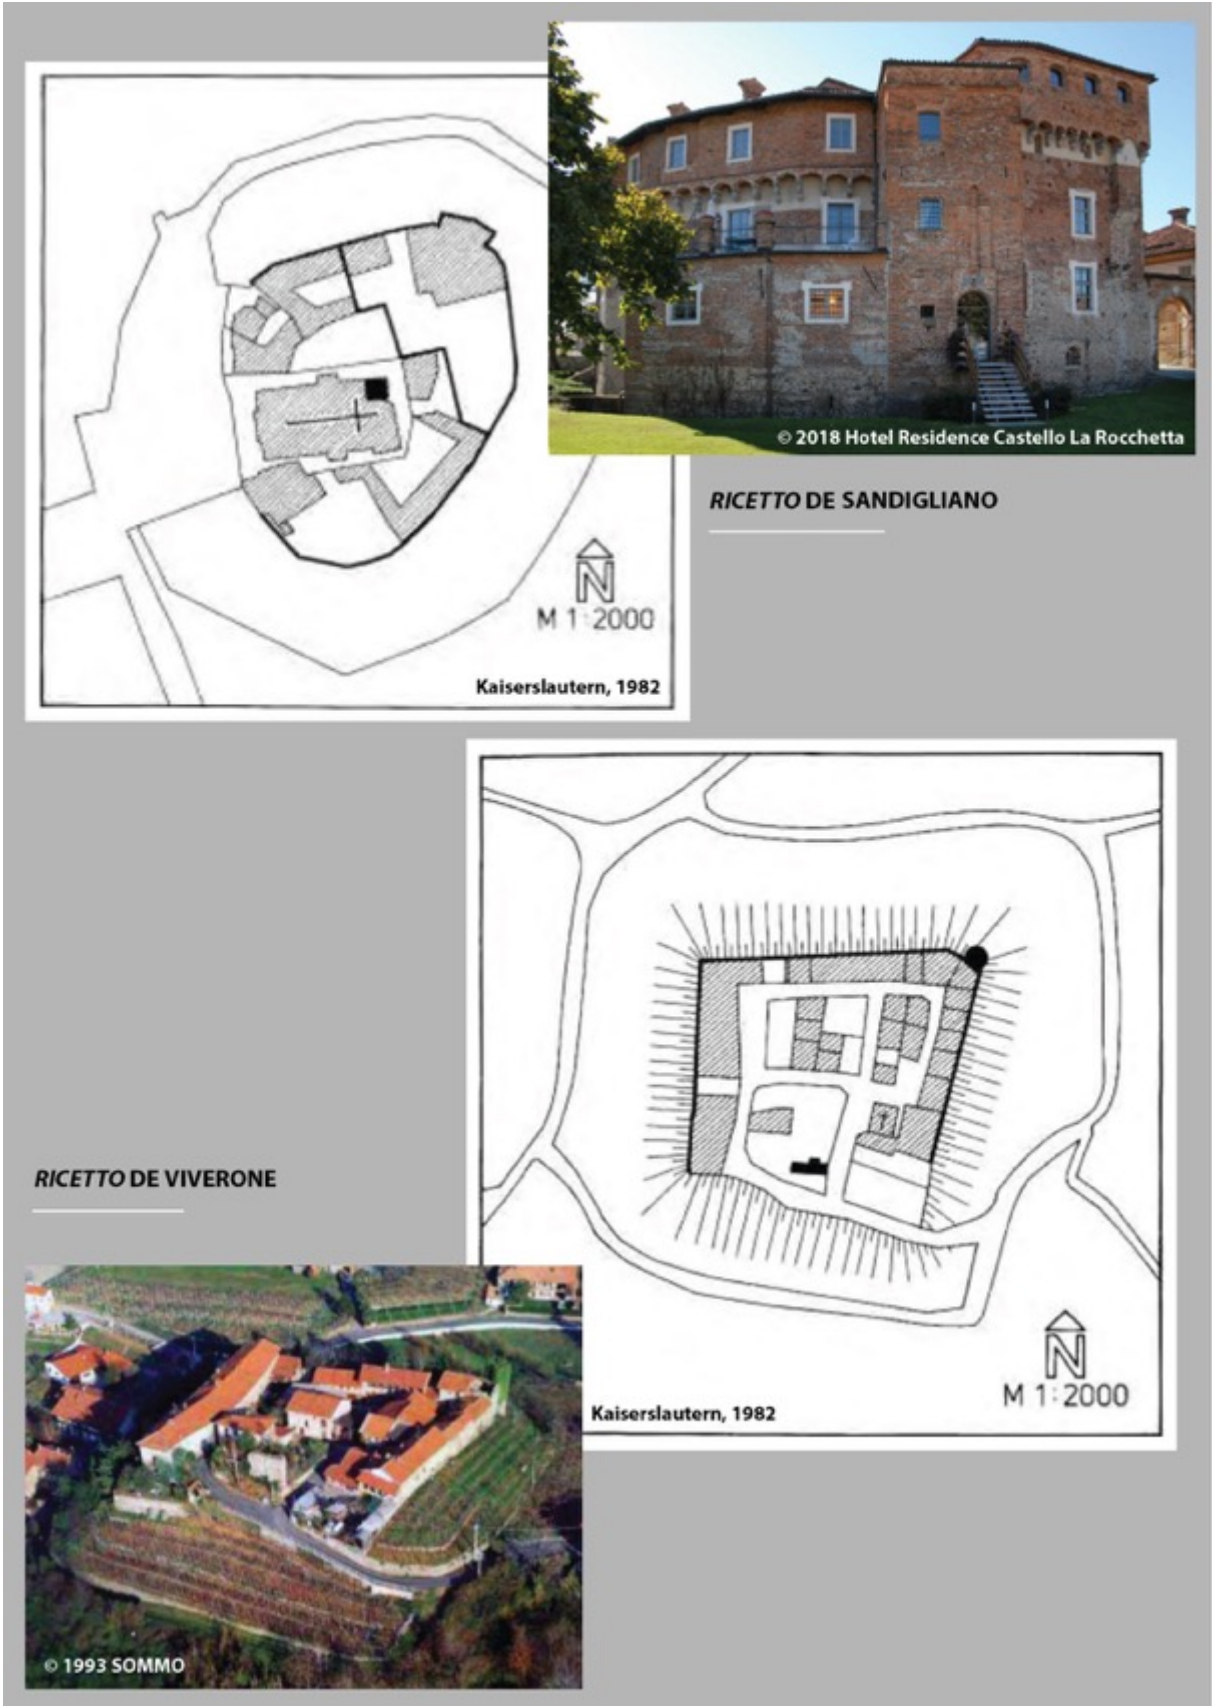 © 2018 Hotel Residence Castello La Rocchetta
RICETTO DE SANDIGLIANO
N
M 1:2000
Kaiserslautern, 1982
RICETTO DE VIVERONE
N
M 1:2000
Kaiserslautern, 1982
© 1993 SOMMO